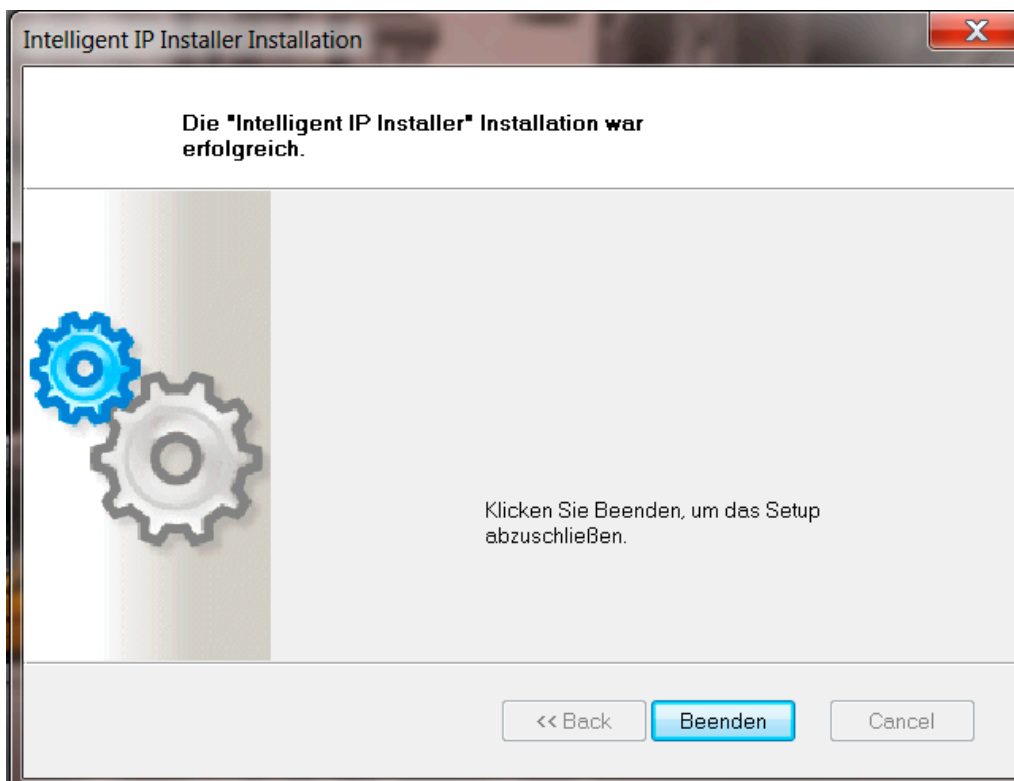 Intelligent IP Installer Installation
Die "Intelligent IP Installer" Installation war
erfolgreich.
Klicken Sie Beenden, um das Setup
abzuschließen.
<< Back
Beenden
Cancel